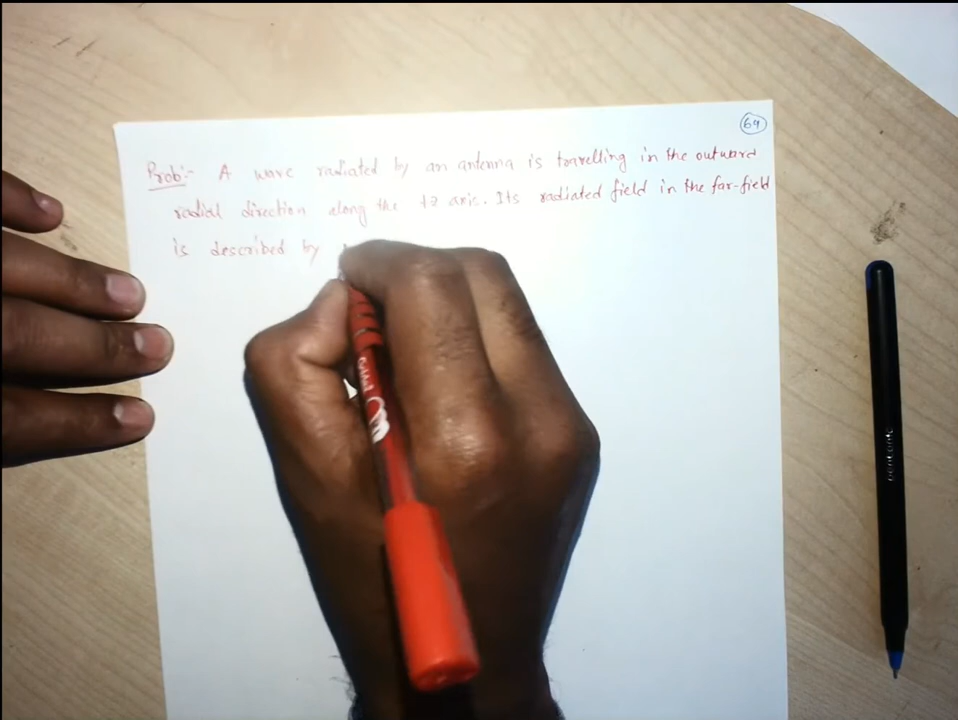 69
Prob:- A wave radiated by an antenna is travelling in the outward
radial direction along the +z axis. Its radiated field in the far-field
is described by
pentonic